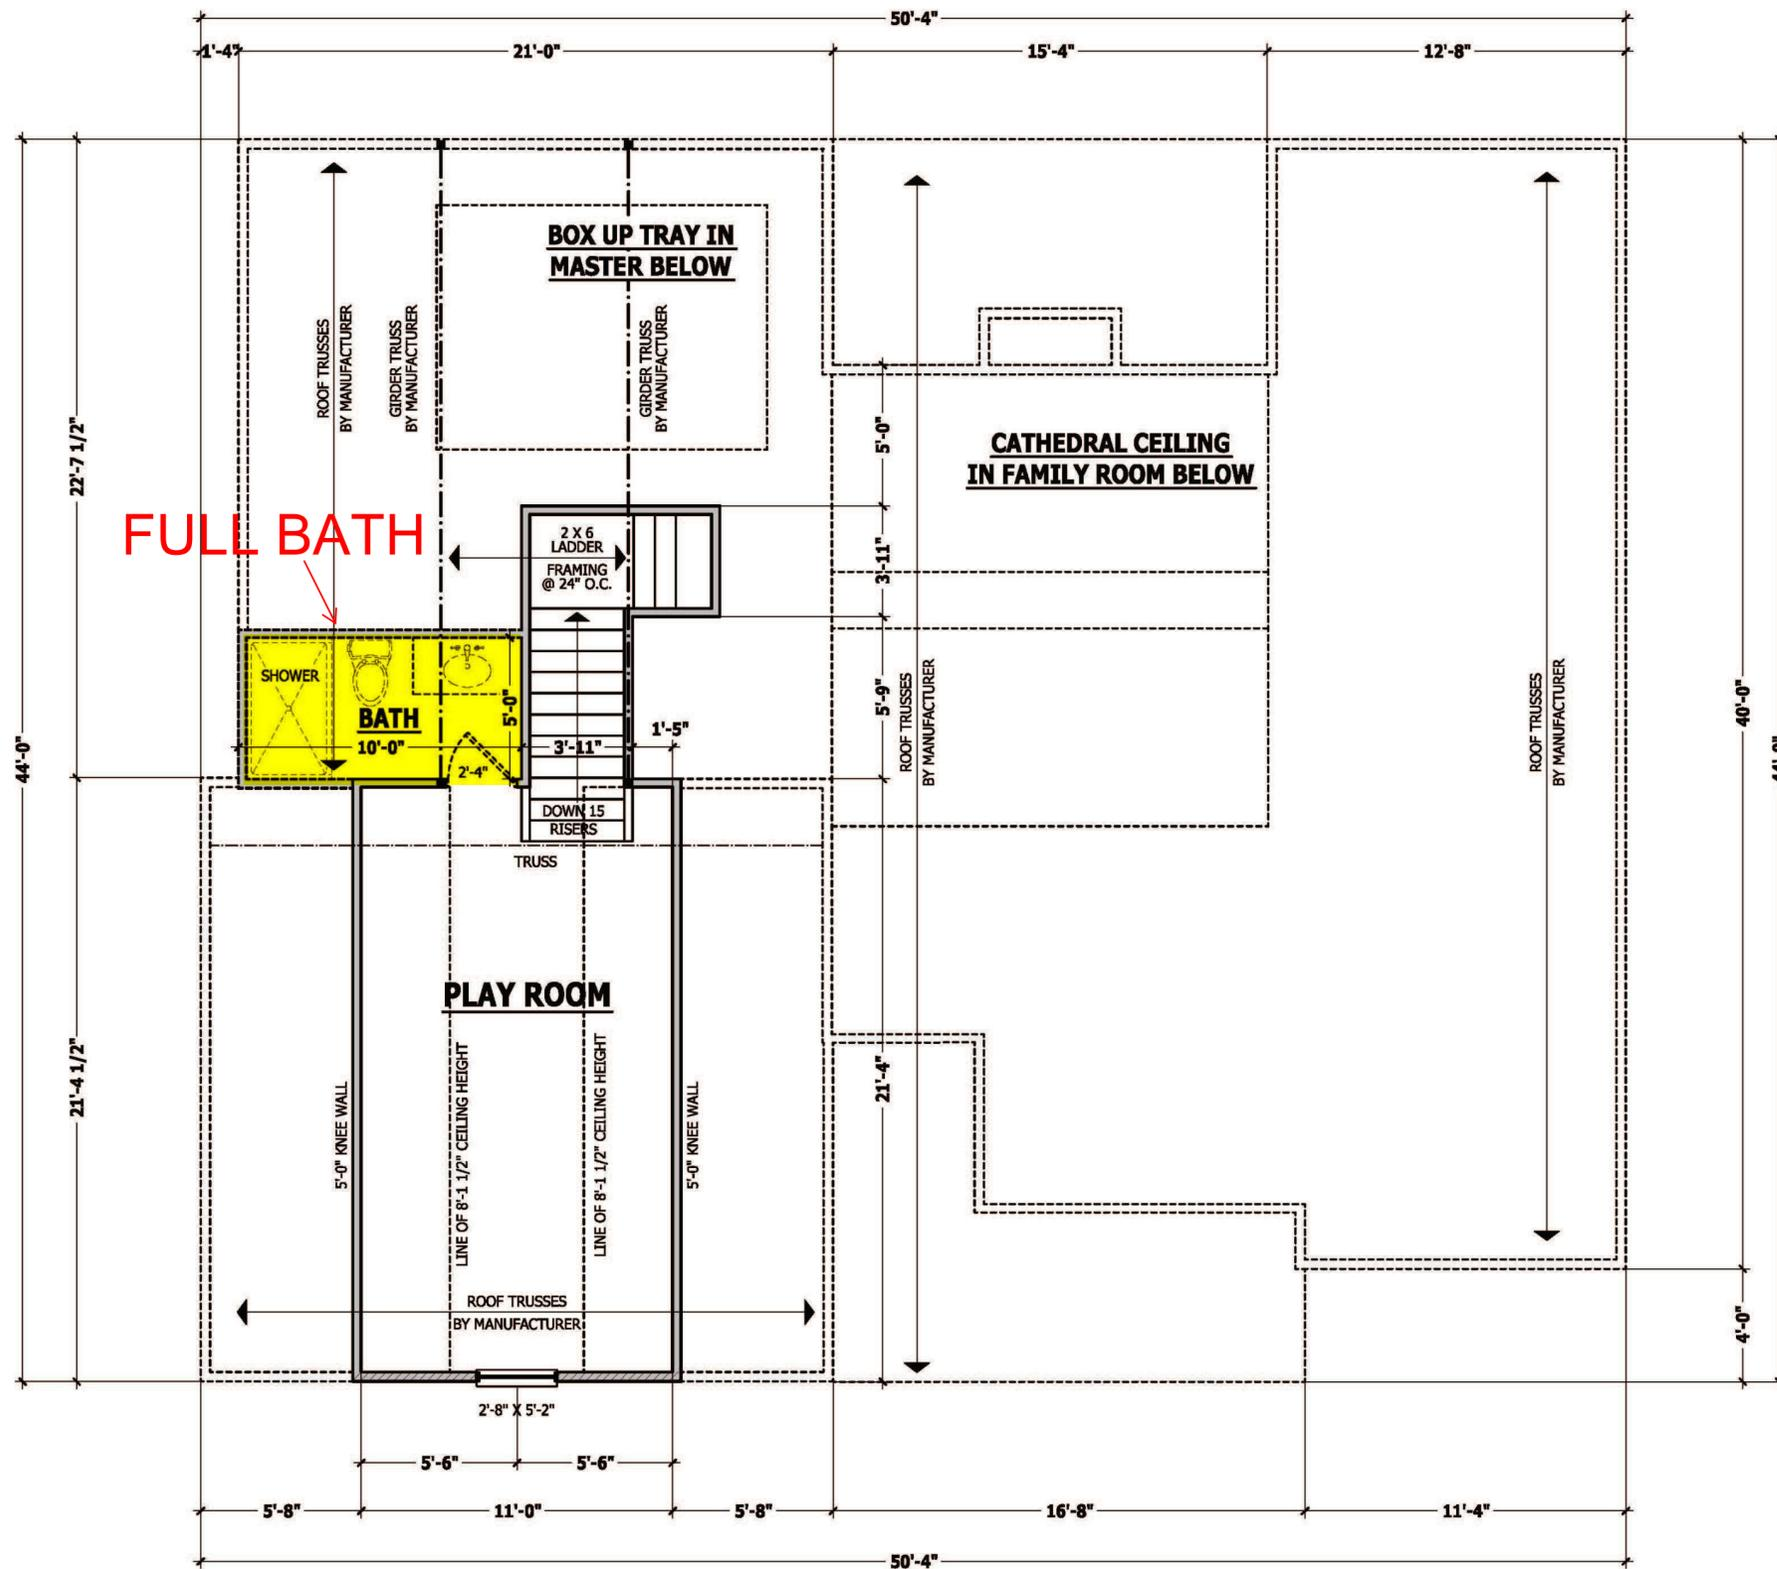 50'-4"
1'-4"
21'-0"
15'-4"
12'-8"
BOX UP TRAY IN
MASTER BELOW
ROOF TRUSSES
BY MANUFACTURER
GIRDER TRUSS
BY MANUFACTURER
GIRDER TRUSS
BY MANUFACTURER
22'-7 1/2"
5'-0"
CATHEDRAL CEILING
IN FAMILY ROOM BELOW
FULL BATH
2 X 6
LADDER
FRAMING
@ 24" O.C.
3'-11"
SHOWER
BATH
5'-0"
10'-0"
3'-11"
1'-5"
2'-4"
5'-9"
ROOF TRUSSES
BY MANUFACTURER
ROOF TRUSSES
BY MANUFACTURER
40'-0"
44'-0"
DOWN 15
RISERS
TRUSS
PLAY ROOM
21'-4 1/2"
5'-0" KNEE WALL
LINE OF 8'-1 1/2" CEILING HEIGHT
LINE OF 8'-1 1/2" CEILING HEIGHT
5'-0" KNEE WALL
21'-4"
ROOF TRUSSES
BY MANUFACTURER
4'-0"
2'-8" X 5'-2"
5'-6"
5'-6"
5'-8"
11'-0"
5'-8"
16'-8"
11'-4"
50'-4"